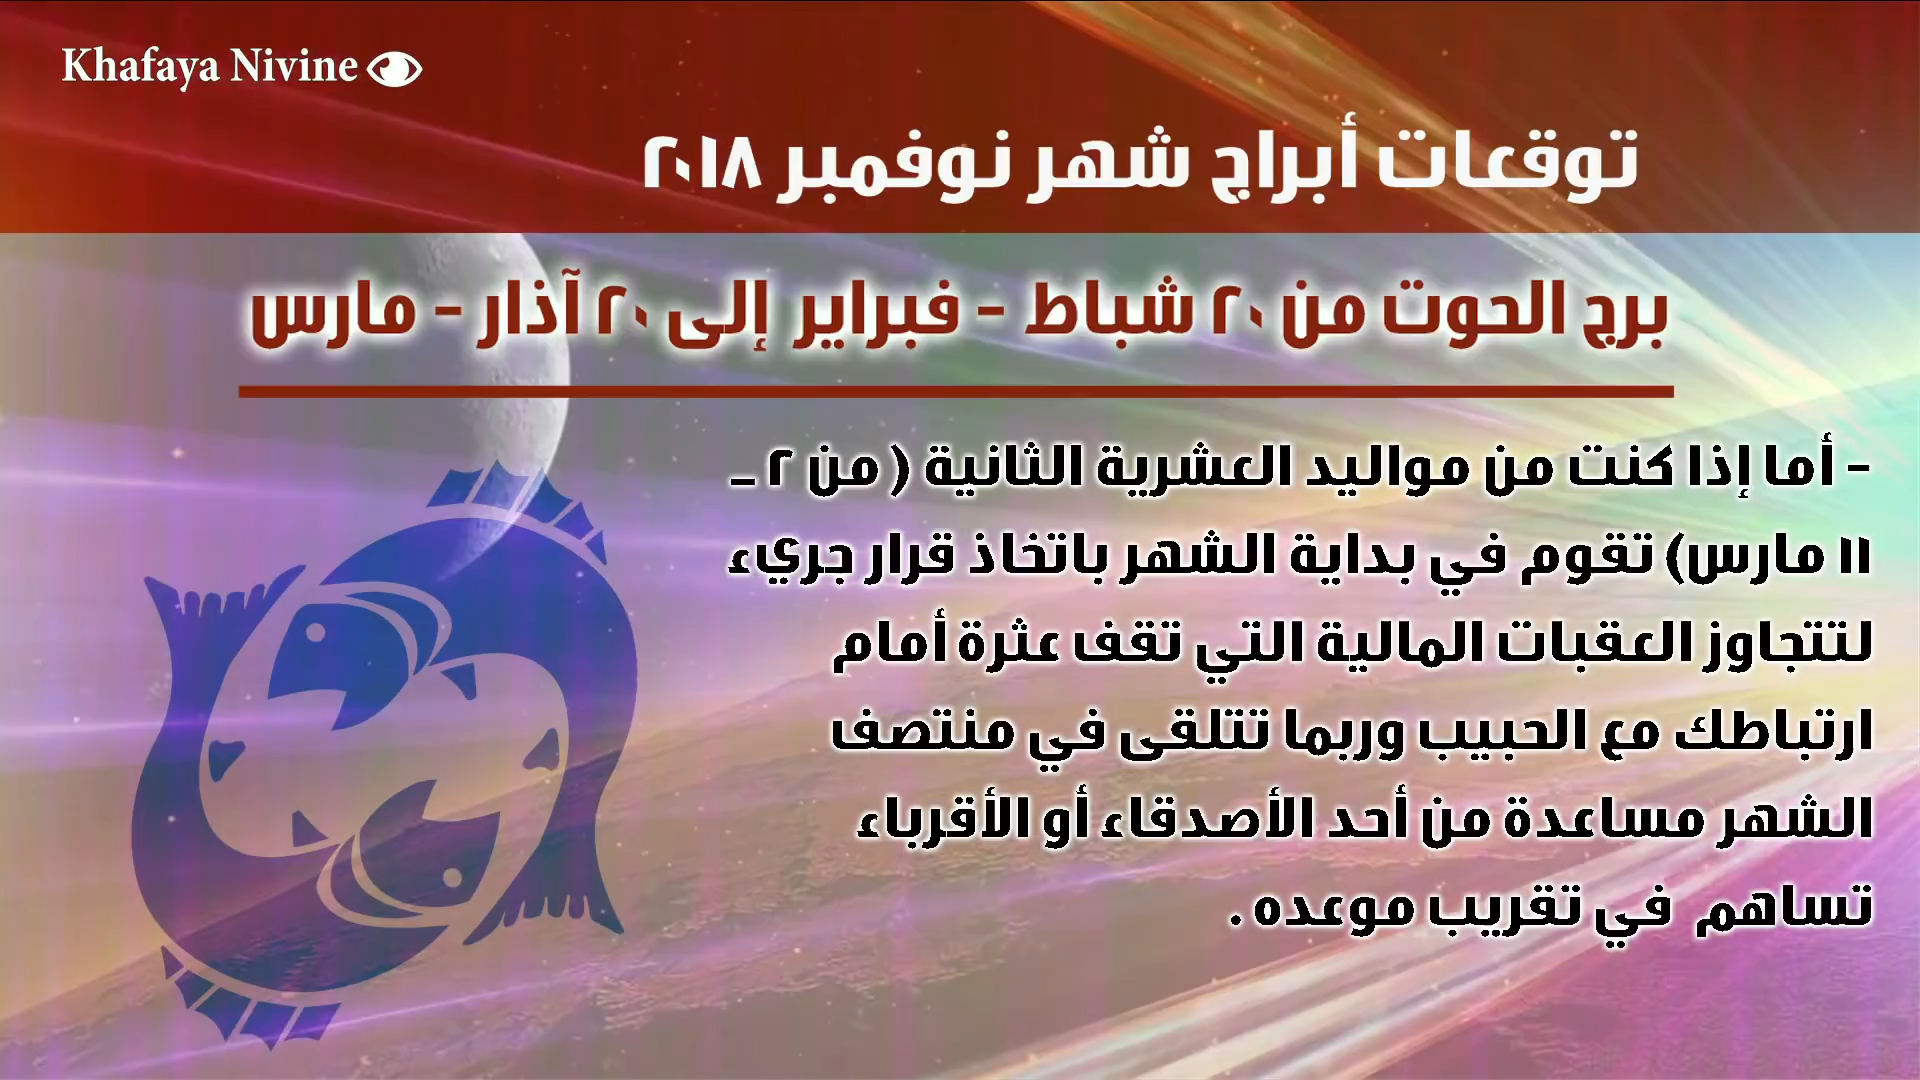 Khafaya Nivine
توقعات أبراج شهر نوفمبر ٢٠١٨
برج الحوت من ٢٠ شباط - فبراير إلى ٢٠ آذار - مارس
- أما إذا كنت من مواليد العشرية الثانية ( من ٢ ــ
١١ مارس) تقوم في بداية الشهر باتخاذ قرار جريء
لتتجاوز العقبات المالية التي تقف عثرة أمام
ارتباطك مع الحبيب وربما تتلقى في منتصف
الشهر مساعدة من أحد الأصدقاء أو الأقرباء
تساهم في تقريب موعده .